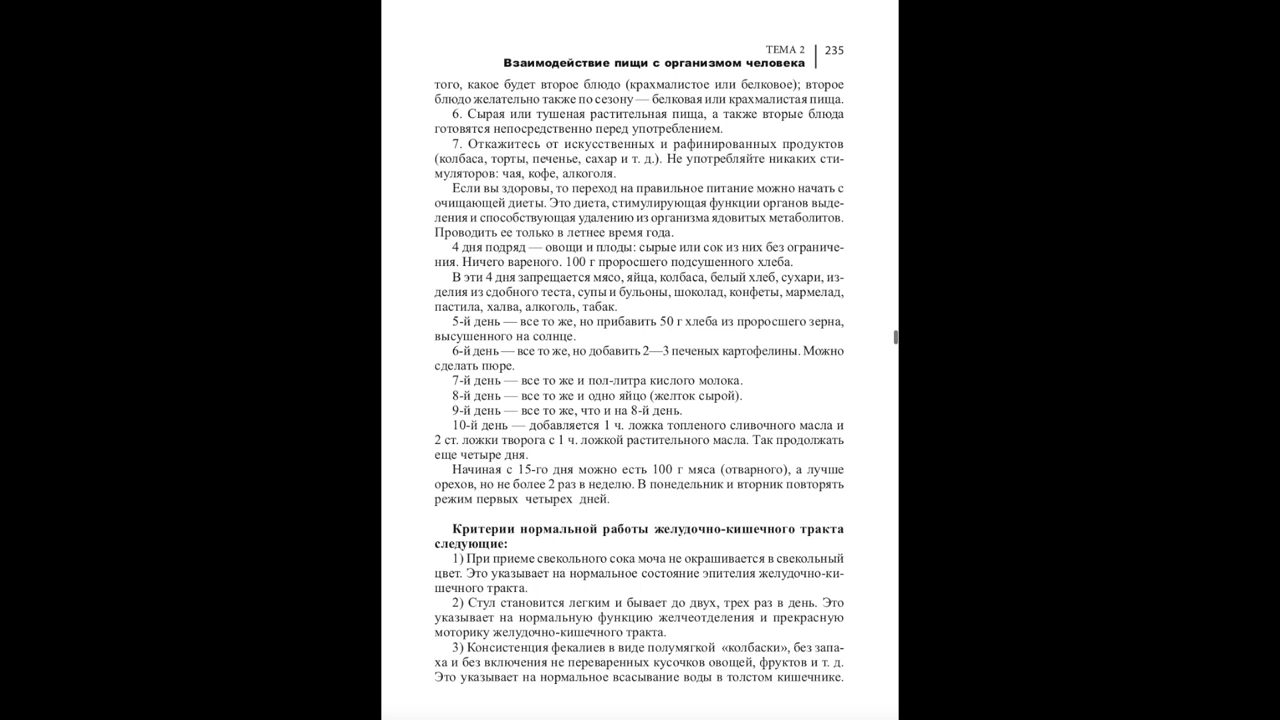 ТЕМА 2
235
Взаимодействие пищи с организмом человека
того, какое будет второе блюдо (крахмалистое или белковое); второе
блюдо желательно также по сезону — белковая или крахмалистая пища.
6. Сырая или тушеная растительная пища, а также вторые блюда
готовятся непосредственно перед употреблением.
7. Откажитесь от искусственных и рафинированных продуктов
(колбаса, торты, печенье, сахар и т. д.). Не употребляйте никаких сти-
муляторов: чая, кофе, алкоголя.
Если вы здоровы, то переход на правильное питание можно начать с
очищающей диеты. Это диета, стимулирующая функции органов выде-
ления и способствующая удалению из организма ядовитых метаболитов.
Проводить ее только в летнее время года.
4 дня подряд — овощи и плоды: сырые или сок из них без ограниче-
ния. Ничего вареного. 100 г проросшего подсушенного хлеба.
В эти 4 дня запрещается мясо, яйца, колбаса, белый хлеб, сухари, из-
делия из сдобного теста, супы и бульоны, шоколад, конфеты, мармелад,
пастила, халва, алкоголь, табак.
5-й день — все то же, но прибавить 50 г хлеба из проросшего зерна,
высушенного на солнце.
6-й день — все то же, но добавить 2—3 печеных картофелины. Можно
сделать пюре.
7-й день — все то же и пол-литра кислого молока.
8-й день — все то же и одно яйцо (желток сырой).
9-й день — все то же, что и на 8-й день.
10-й день — добавляется 1 ч. ложка топленого сливочного масла и
2 ст. ложки творога с 1 ч. ложкой растительного масла. Так продолжать
еще четыре дня.
Начиная с 15-го дня можно есть 100 г мяса (отварного), а лучше
орехов, но не более 2 раз в неделю. В понедельник и вторник повторять
режим первых четырех дней.
Критерии нормальной работы желудочно-кишечного тракта
следующие:
1) При приеме свекольного сока моча не окрашивается в свекольный
цвет. Это указывает на нормальное состояние эпителия желудочно-ки-
шечного тракта.
2) Стул становится легким и бывает до двух, трех раз в день. Это
указывает на нормальную функцию желчеотделения и прекрасную
моторику желудочно-кишечного тракта.
3) Консистенция фекалиев в виде полумягкой «колбаски», без запа-
ха и без включения не переваренных кусочков овощей, фруктов и т. д.
Это указывает на нормальное всасывание воды в толстом кишечнике.